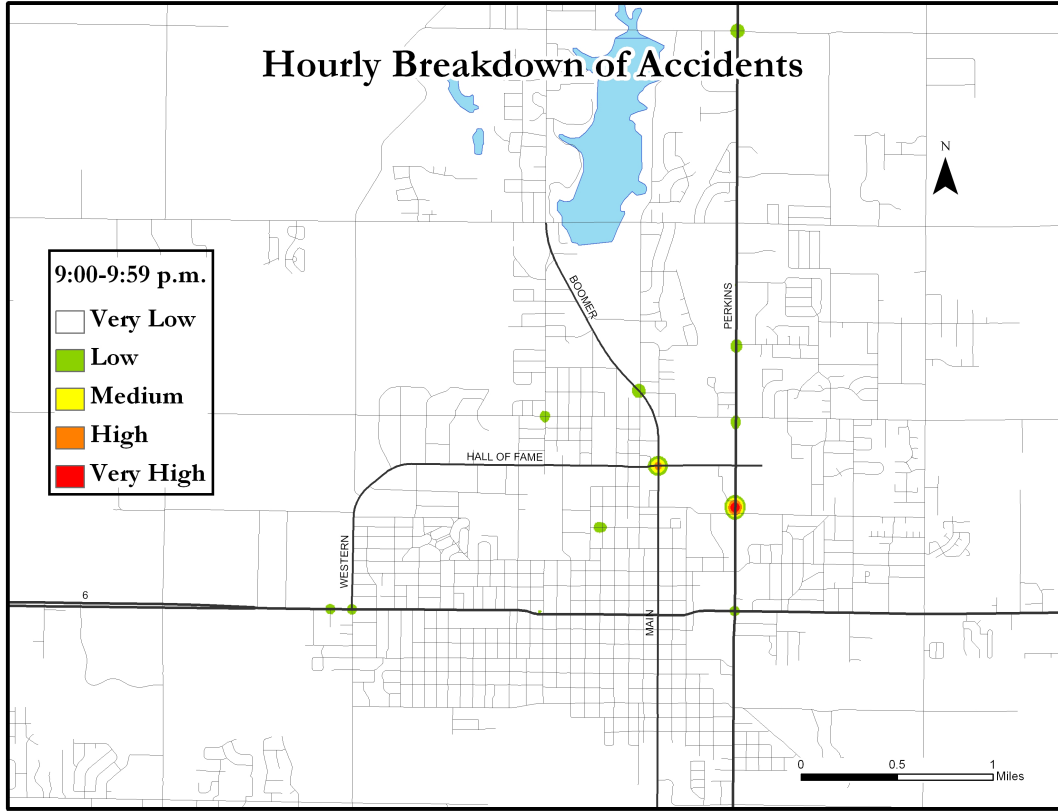 Hourly Breakdown of Accidents
N
9:00-9:59 p.m.
Very Low
Low
Medium
High
Very High
BOOMER
PERKINS
HALL OF FAME
WESTERN
6
MAIN
0 0.5 1
Miles